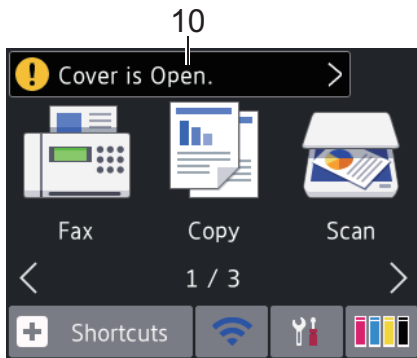 10
Cover is Open.
Fax Copy Scan
1 / 3
Shortcuts